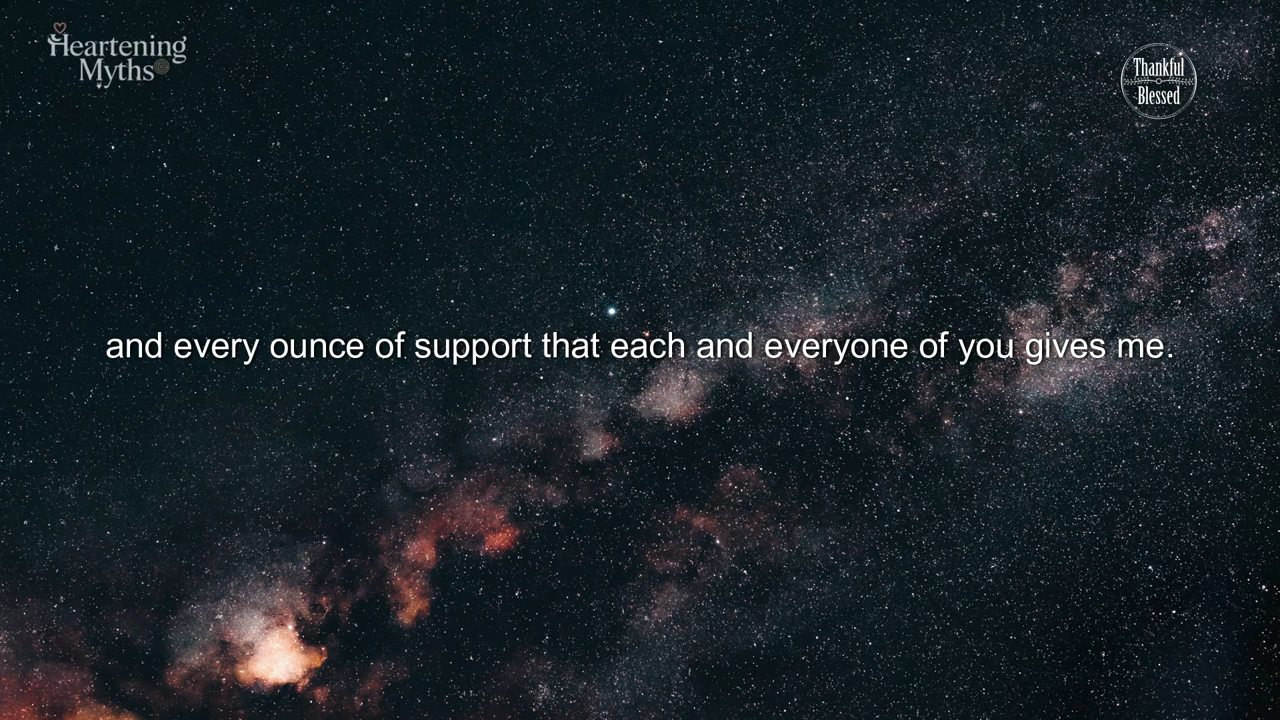 Heartening
Myths
Thankful
Blessed
and every ounce of support that each and everyone of you gives me.